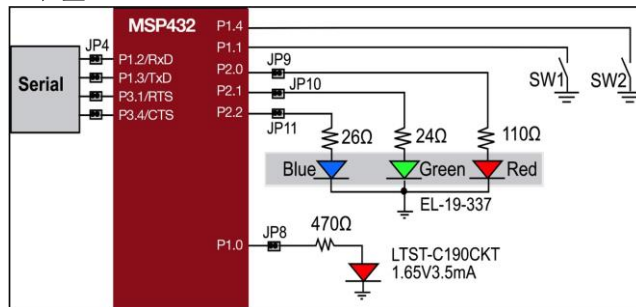 MSP432
Serial
JP4
P1.2/RxD
P1.3/TxD
P3.1/RTS
P3.4/CTS
P1.4
P1.1
P2.0
P2.1
P2.2
JP9
JP10
JP11
SW1
SW2
26Ω
24Ω
110Ω
Blue
Green
Red
EL-19-337
P1.0
JP8
470Ω
LTST-C190CKT
1.65V3.5mA